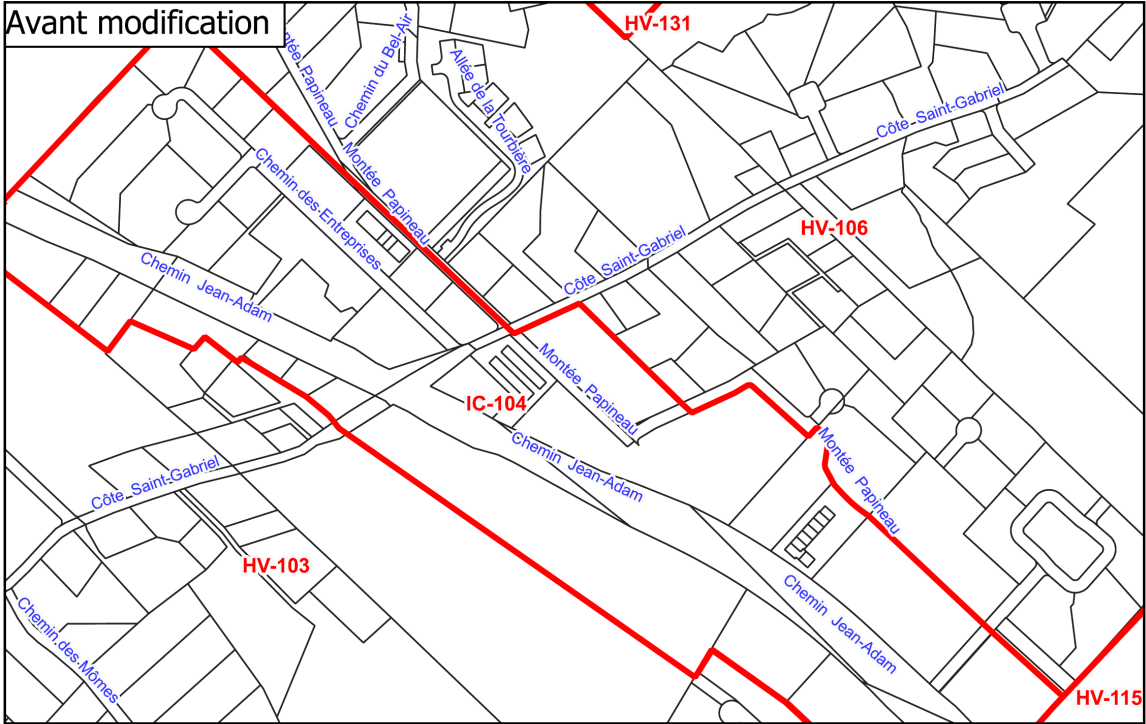 Avant modification
HV-131
Papineau
Chemin du Bel-Air
Allée de la Tourbière
Côte Saint-Gabriel
Montée Papineau
Chemin des Entreprises
HV-106
Côte Saint-Gabriel
Chemin Jean-Adam
Montée Papineau
IC-104
Chemin Jean-Adam
Montée Papineau
Côte Saint-Gabriel
HV-103
Chemin Jean-Adam
Chemin des Mômes
HV-115